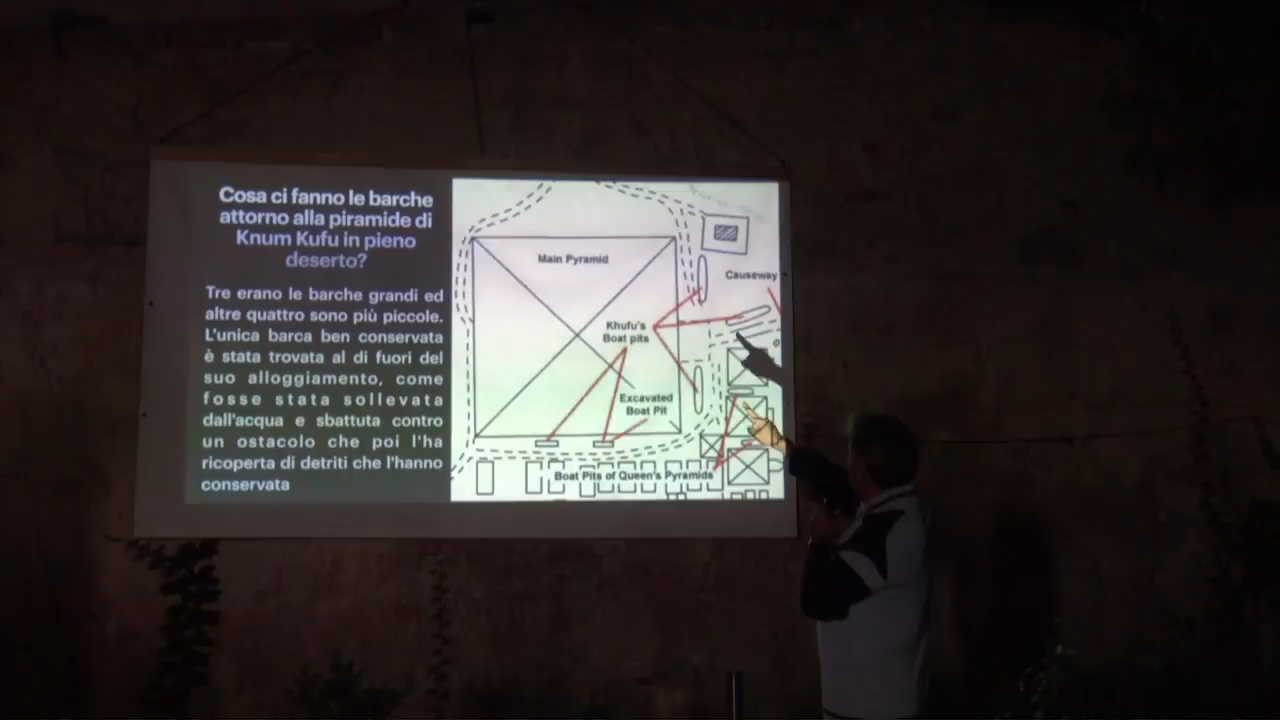 Cosa ci fanno le barche
attorno alla piramide di
Knum Kufu in pieno
deserto?
Tre erano le barche grandi ed
altre quattro sono più piccole.
L'unica barca ben conservata
è stata trovata al di fuori del
suo alloggiamento, come
fosse stata sollevata
dall'acqua e sbattuta contro
un ostacolo che poi l'ha
ricoperta di detriti che l'hanno
conservata
Main Pyramid
Causeway
Khufu's
Boat pits
Excavated
Boat Pit
Boat Pits of Queen's Pyramids